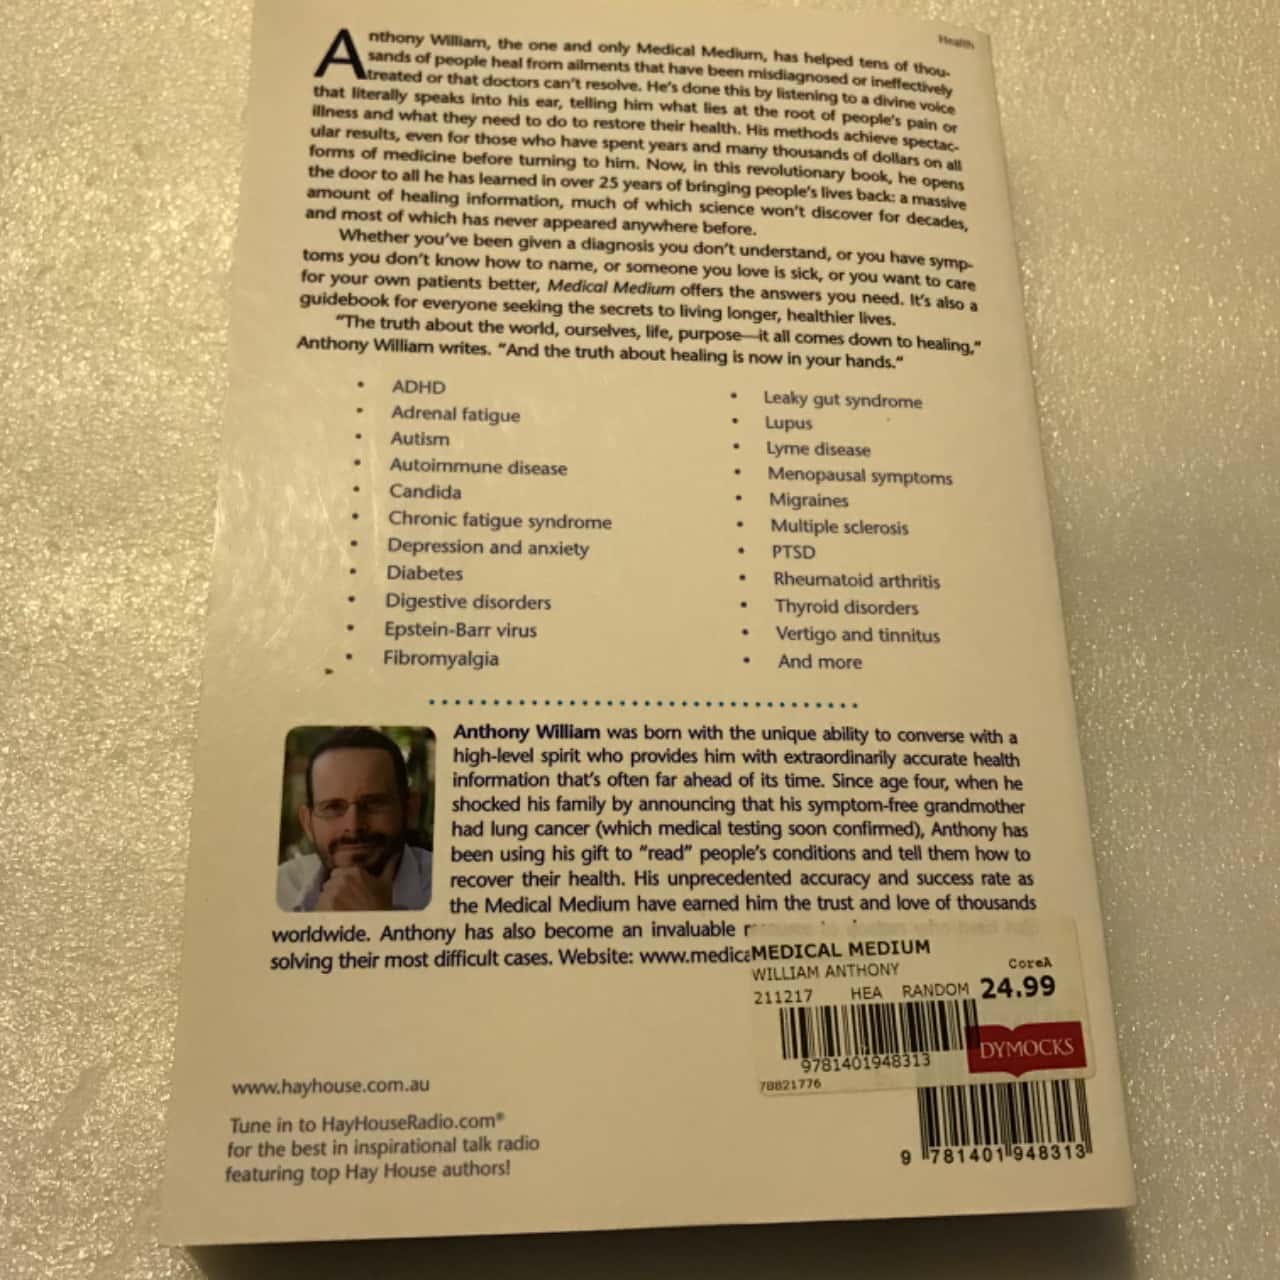 Health
Anthony William, the one and only Medical Medium, has helped tens of thou-
sands of people heal from ailments that have been misdiagnosed or ineffectively
treated or that doctors can't resolve. He's done this by listening to a divine voice
that literally speaks into his ear, telling him what lies at the root of people's pain or
illness and what they need to do to restore their health. His methods achieve spectac-
ular results, even for those who have spent years and many thousands of dollars on all
forms of medicine before turning to him. Now, in this revolutionary book, he opens
the door to all he has learned in over 25 years of bringing people's lives back: a massive
amount of healing information, much of which science won't discover for decades,
and most of which has never appeared anywhere before.
Whether you've been given a diagnosis you don't understand, or you have symp-
toms you don't know how to name, or someone you love is sick, or you want to care
for your own patients better, Medical Medium offers the answers you need. It's also a
guidebook for everyone seeking the secrets to living longer, healthier lives.
"The truth about the world, ourselves, life, purpose—it all comes down to healing,"
Anthony William writes. "And the truth about healing is now in your hands."
• ADHD
• Adrenal fatigue
• Autism
• Autoimmune disease
• Candida
• Chronic fatigue syndrome
• Depression and anxiety
• Diabetes
• Digestive disorders
• Epstein-Barr virus
• Fibromyalgia
• Leaky gut syndrome
• Lupus
• Lyme disease
• Menopausal symptoms
• Migraines
• Multiple sclerosis
• PTSD
• Rheumatoid arthritis
• Thyroid disorders
• Vertigo and tinnitus
• And more
Anthony William was born with the unique ability to converse with a
high-level spirit who provides him with extraordinarily accurate health
information that's often far ahead of its time. Since age four, when he
shocked his family by announcing that his symptom-free grandmother
had lung cancer (which medical testing soon confirmed), Anthony has
been using his gift to "read" people's conditions and tell them how to
recover their health. His unprecedented accuracy and success rate as
the Medical Medium have earned him the trust and love of thousands
worldwide. Anthony has also become an invaluable
solving their most difficult cases. Website: www.medica
MEDICAL MEDIUM
WILLIAM ANTHONY CoreA
211217 HEA RANDOM 24.99
9781401948313 DYMOCKS
78821776
9 781401 948313
www.hayhouse.com.au
Tune in to HayHouseRadio.com®
for the best in inspirational talk radio
featuring top Hay House authors!